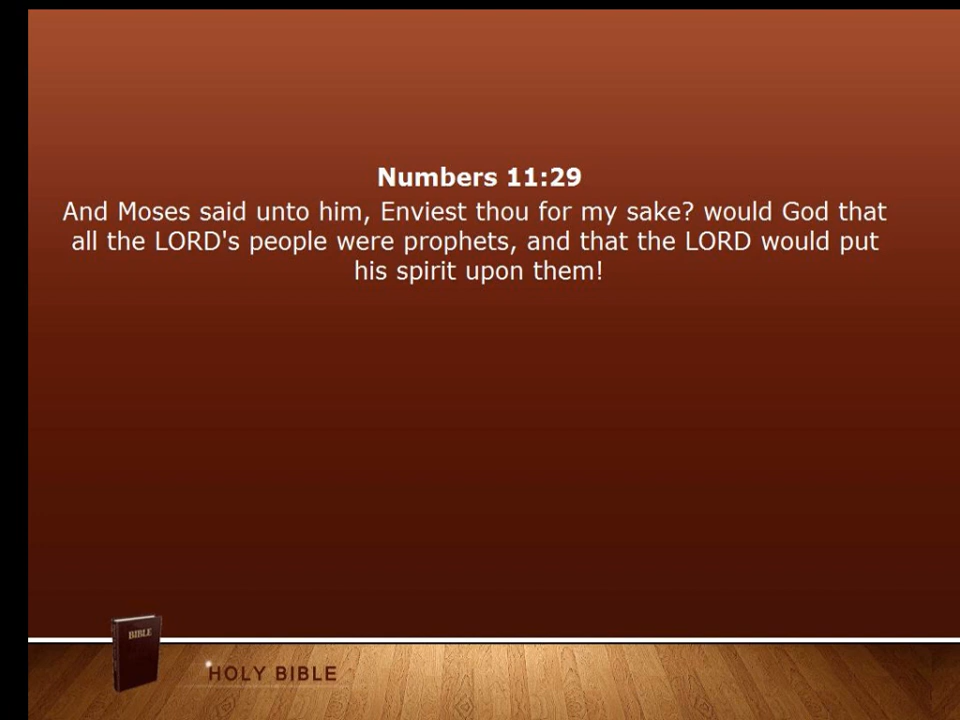 Numbers 11:29
And Moses said unto him, Enviest thou for my sake? would God that
all the LORD's people were prophets, and that the LORD would put
his spirit upon them!
BIBLE
HOLY BIBLE